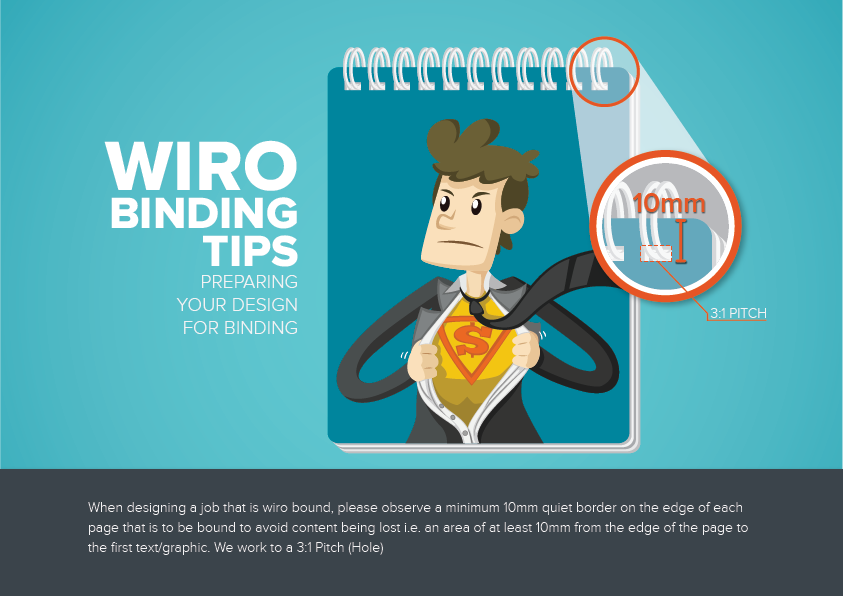 WIRO
BINDING
TIPS
PREPARING
YOUR DESIGN
FOR BINDING
10mm
3:1 PITCH
$
When designing a job that is wiro bound, please observe a minimum 10mm quiet border on the edge of each
page that is to be bound to avoid content being lost i.e. an area of at least 10mm from the edge of the page to
the first text/graphic. We work to a 3:1 Pitch (Hole)